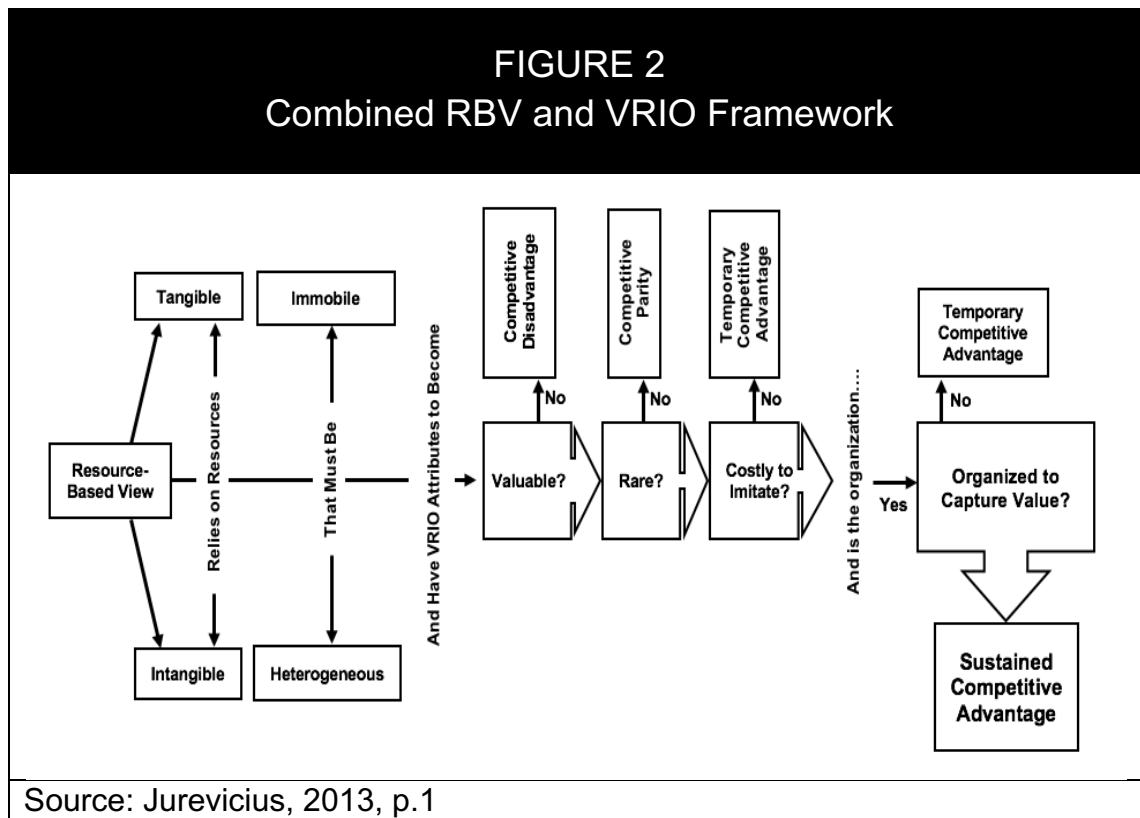 FIGURE 2
Combined RBV and VRIO Framework
Tangible
Immobile
Resource-
Based View
Relies on Resources
That Must Be
Intangible
Heterogeneous
And Have VRIO Attributes to Become
Competitive
Disadvantage
No
Valuable?
Competitive
Parity
No
Rare?
Temporary
Competitive
Advantage
No
Costly to
Imitate?
And is the organization....
Yes
Temporary
Competitive
Advantage
No
Organized to
Capture Value?
Sustained
Competitive
Advantage
Source: Jurevicius, 2013, p.1